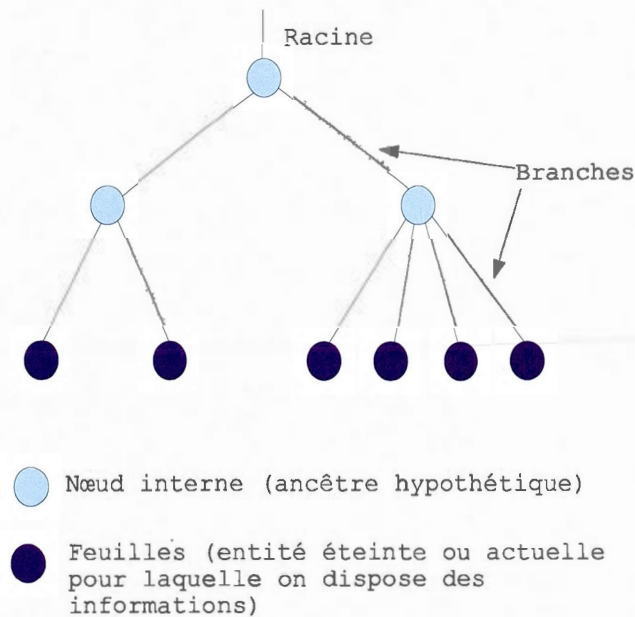 Racine
Branches
Nœud interne (ancêtre hypothétique)
Feuilles (entité éteinte ou actuelle
pour laquelle on dispose des
informations)